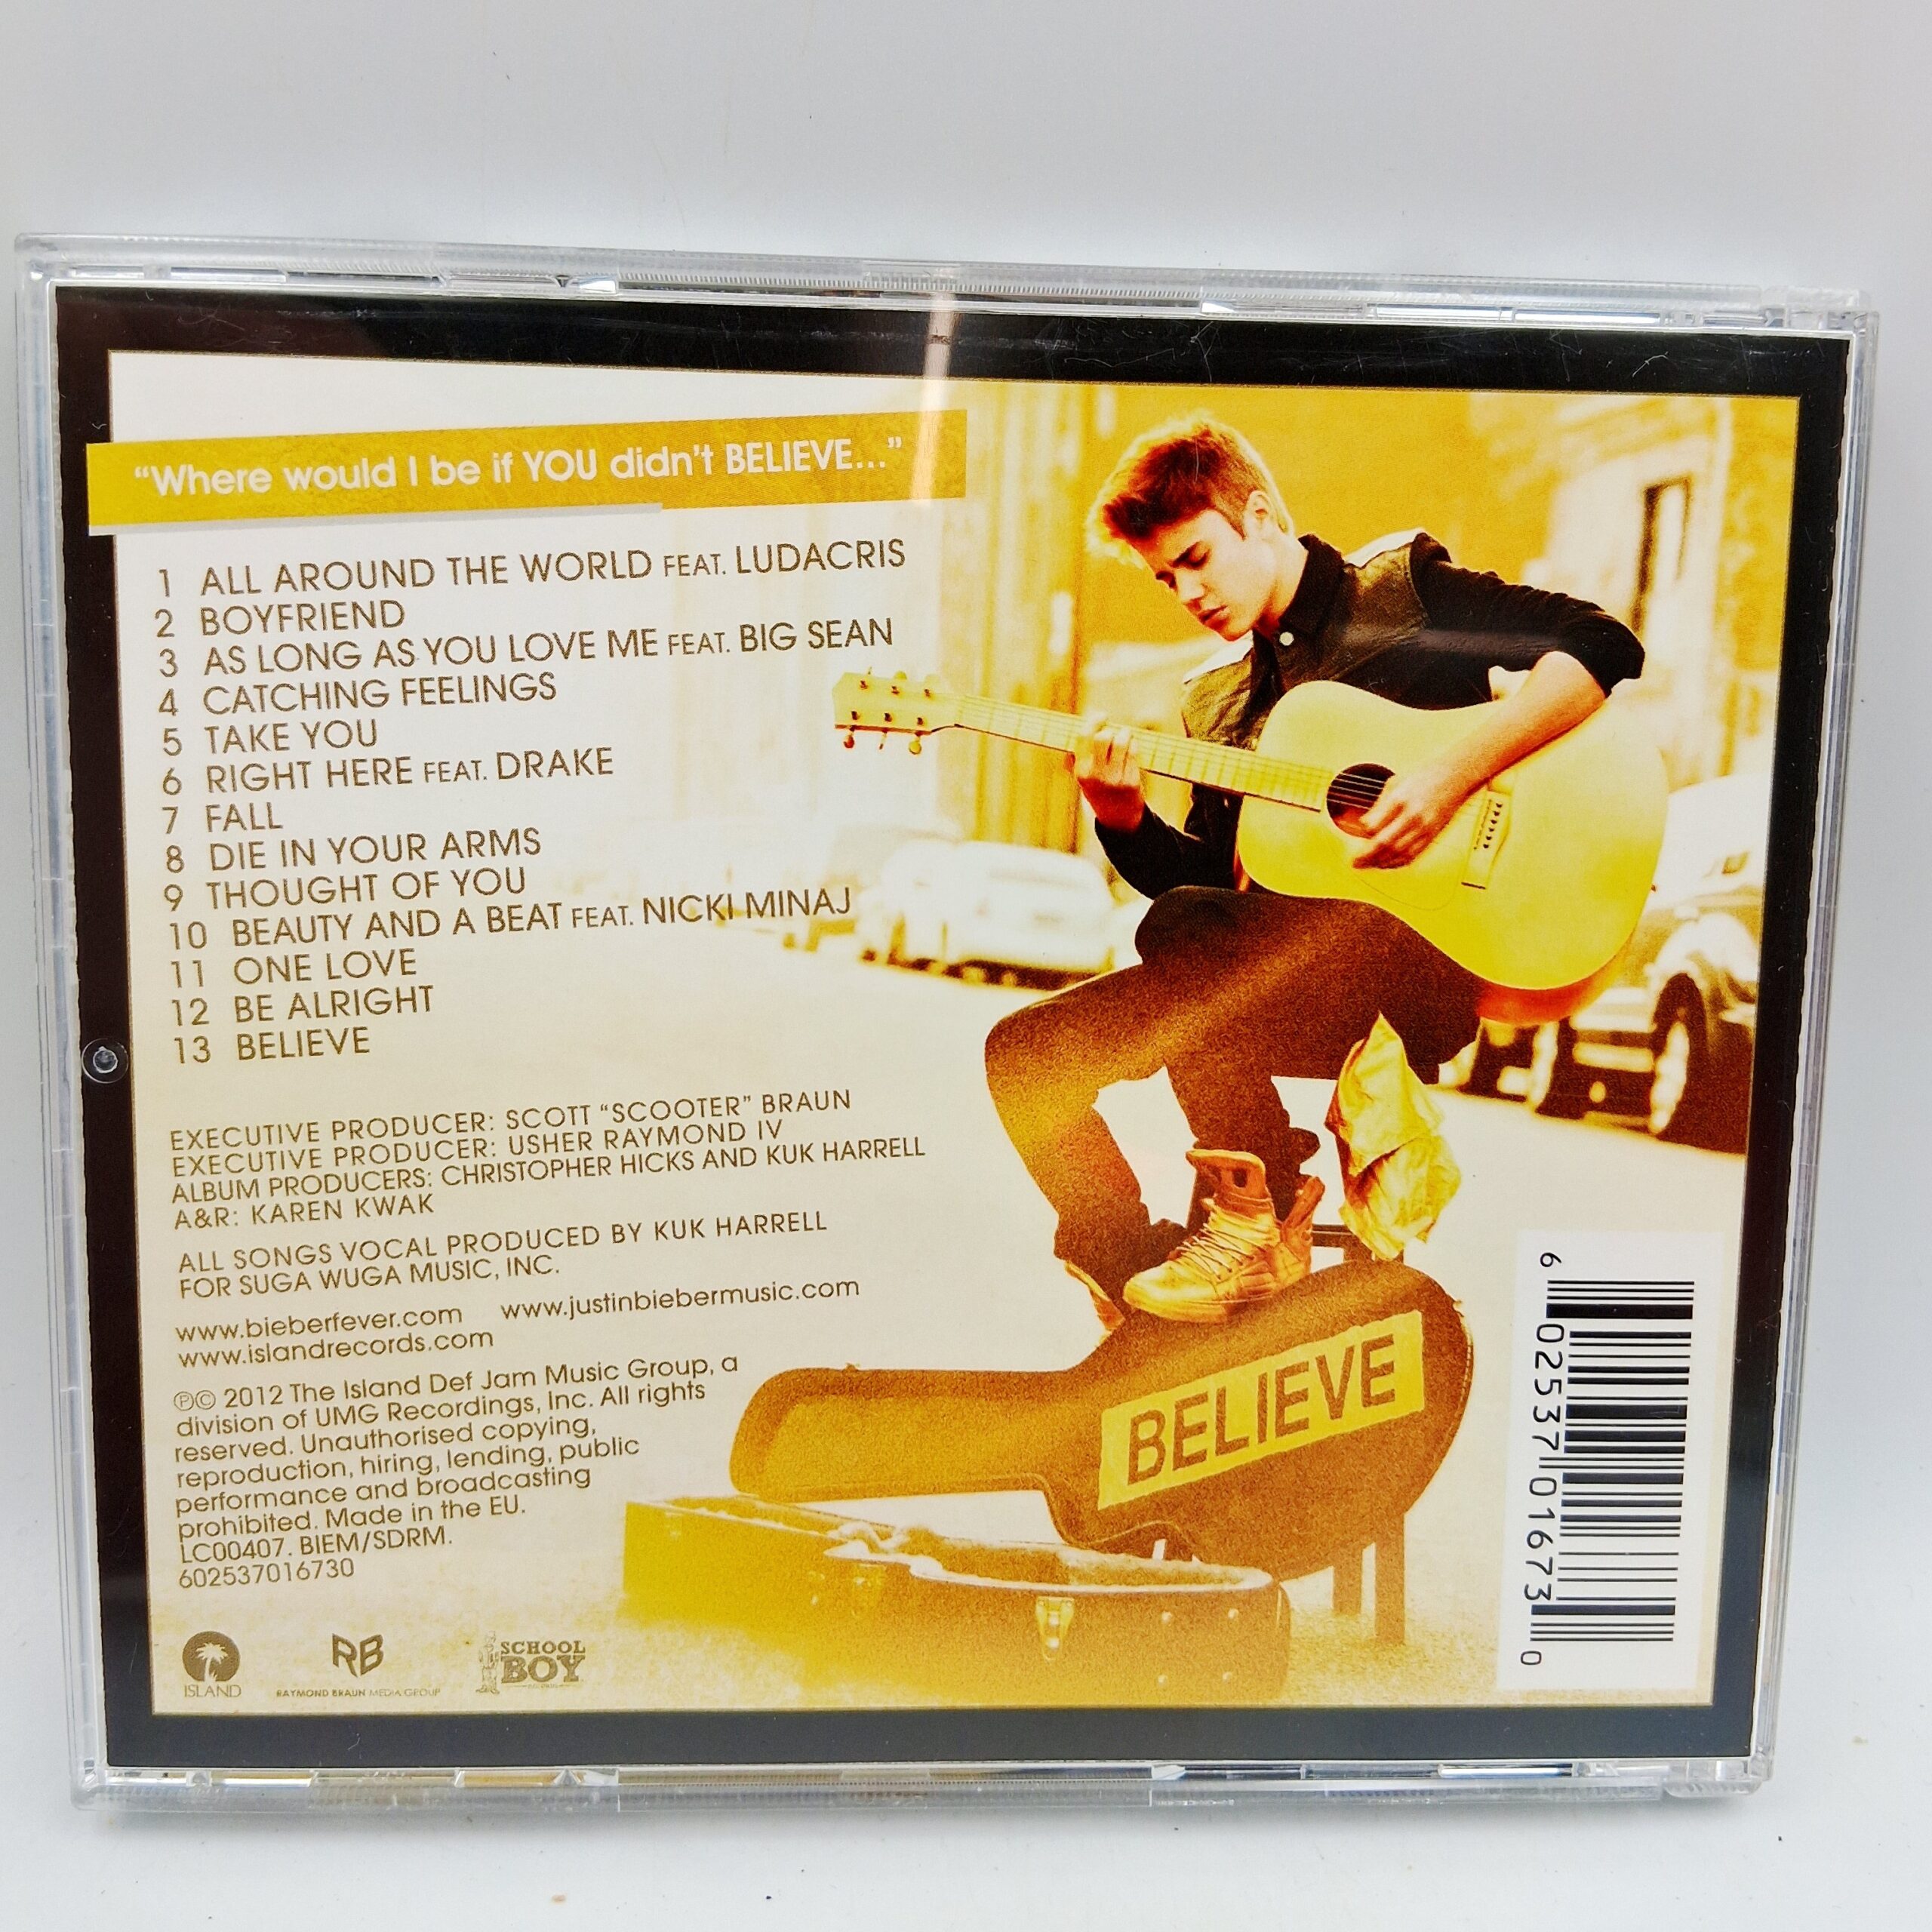 “Where would I be if YOU didn't BELIEVE...”
1 ALL AROUND THE WORLD FEAT. LUDACRIS
2 BOYFRIEND
3 AS LONG AS YOU LOVE ME FEAT. BIG SEAN
4 CATCHING FEELINGS
5 TAKE YOU
6 RIGHT HERE FEAT. DRAKE
7 FALL
8 DIE IN YOUR ARMS
9 THOUGHT OF YOU
10 BEAUTY AND A BEAT FEAT. NICKI MINAJ
11 ONE LOVE
12 BE ALRIGHT
13 BELIEVE
EXECUTIVE PRODUCER: SCOTT “SCOOTER” BRAUN
EXECUTIVE PRODUCER: USHER RAYMOND IV
ALBUM PRODUCERS: CHRISTOPHER HICKS AND KUK HARRELL
A&R: KAREN KWAK
ALL SONGS VOCAL PRODUCED BY KUK HARRELL
FOR SUGA WUGA MUSIC, INC.
www.bieberfever.com www.justinbiebermusic.com
www.islandrecords.com
℗© 2012 The Island Def Jam Music Group, a
division of UMG Recordings, Inc. All rights
reserved. Unauthorised copying,
reproduction, hiring, lending, public
performance and broadcasting
prohibited. Made in the EU.
LC00407. BIEM/SDRM.
602537016730
ISLAND
RB
RAYMOND BRAUN MEDIA GROUP
SCHOOL
BOY
BELIEVE
6 02537 01673 0